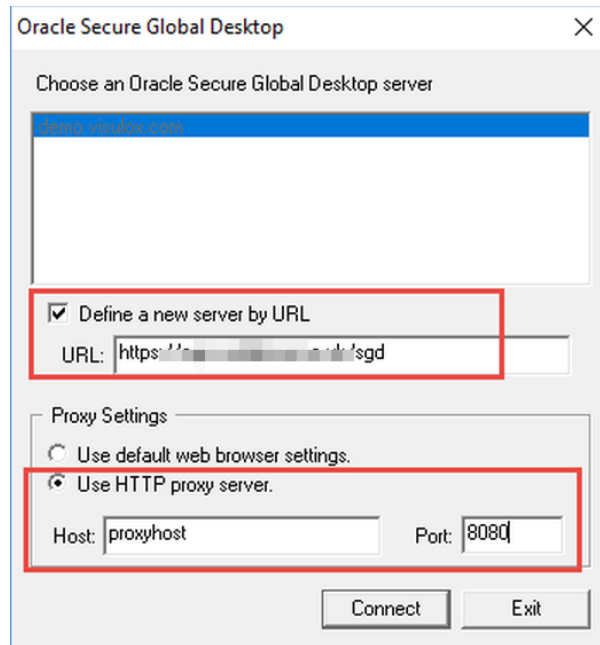 Oracle Secure Global Desktop
Choose an Oracle Secure Global Desktop server
demo.visulox.com
Define a new server by URL
URL: https:/ /sgd
Proxy Settings
Use default web browser settings.
Use HTTP proxy server.
Host: proxyhost Port: 8080
Connect Exit